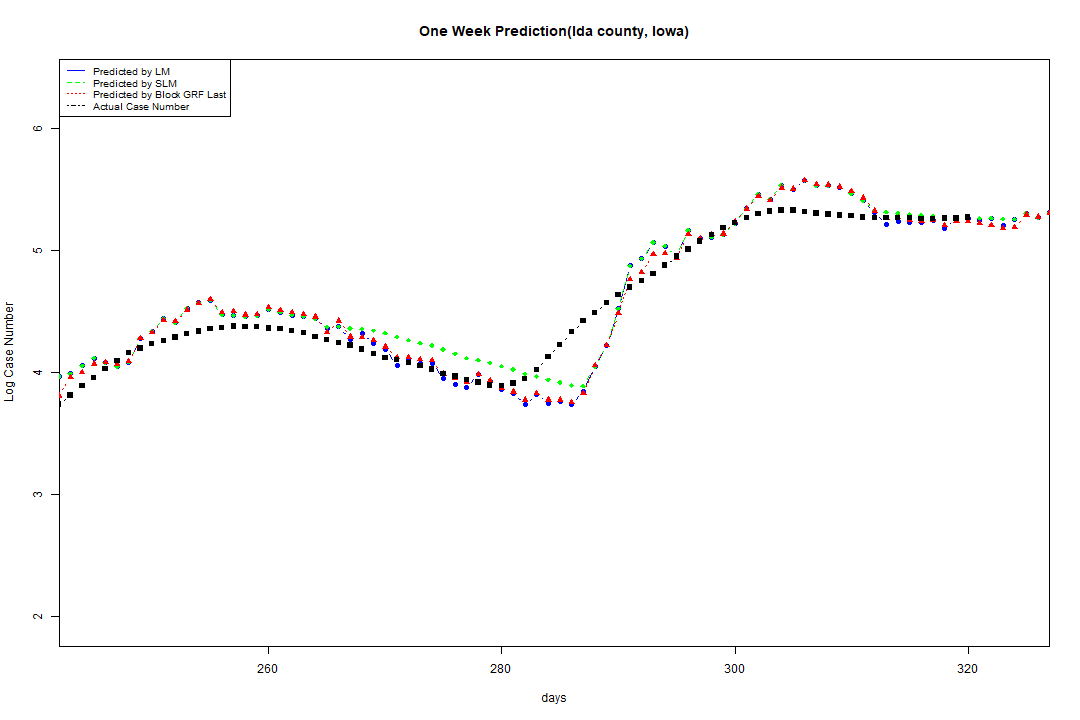 One Week Prediction(Ida county, Iowa)
Predicted by LM
Predicted by SLM
Predicted by Block GRF Last
Actual Case Number
6
5
4
3
2
Log Case Number
260
280
300
320
days